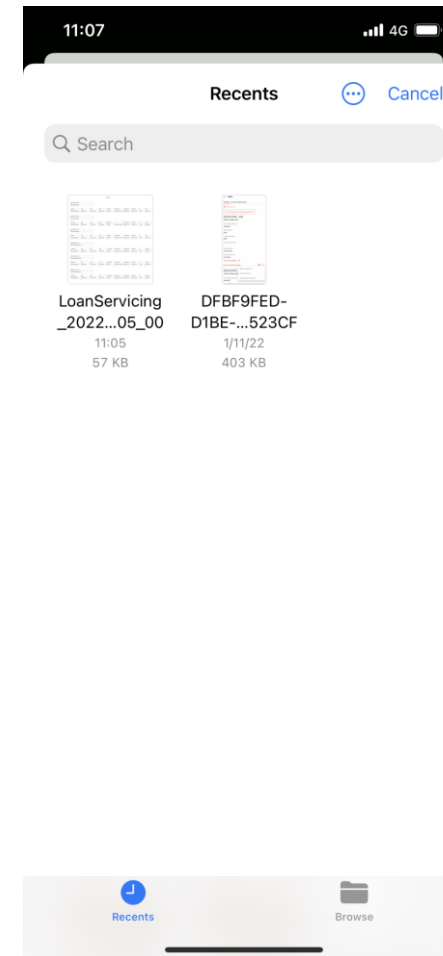 11:07
4G
Recents
Cancel
Search
LoanServicing
_2022...05_00
11:05
57 KB
DFBF9FED-
D1BE-...523CF
1/11/22
403 KB
Recents
Browse